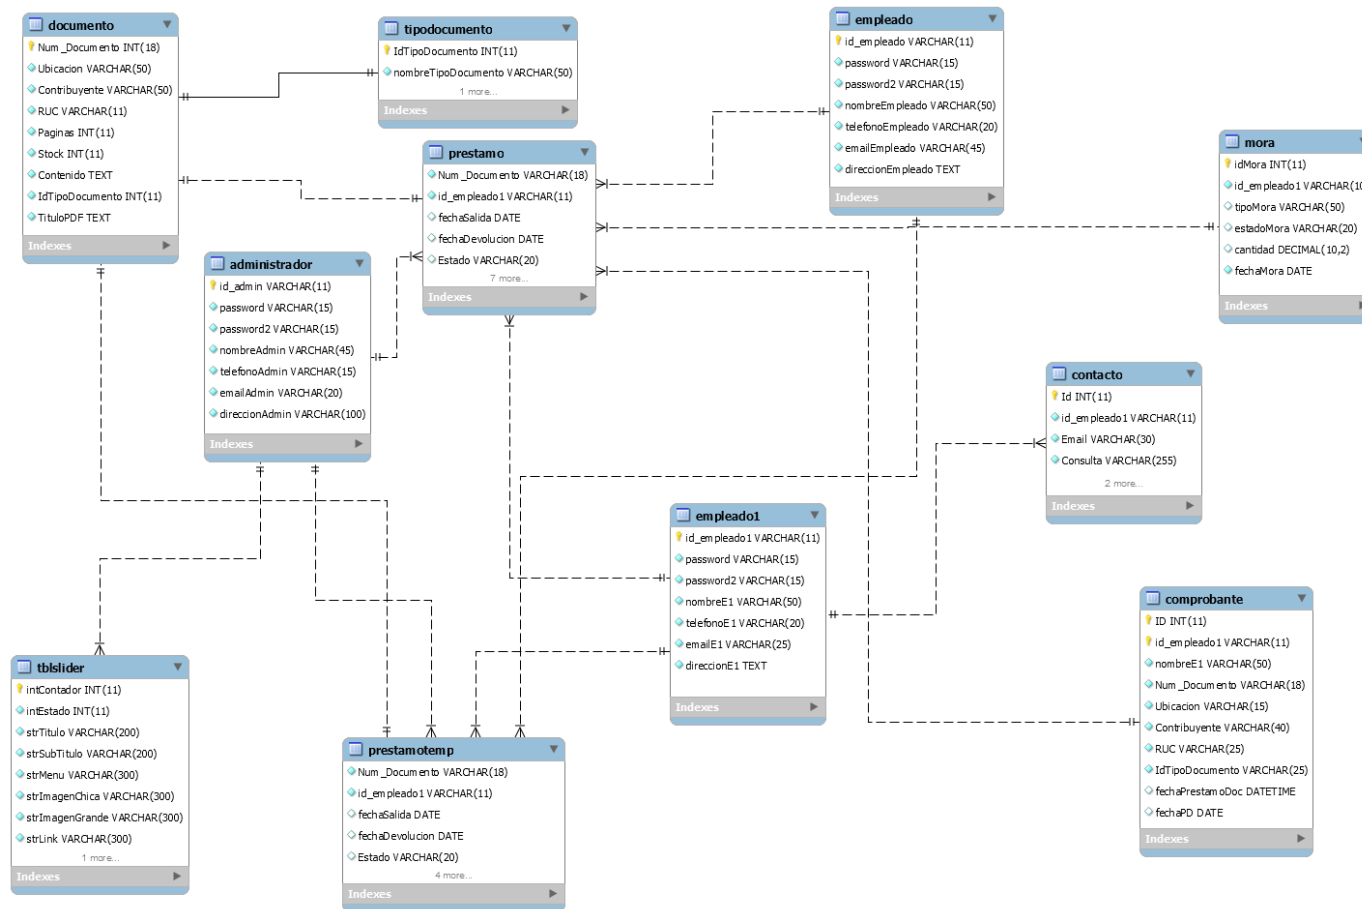 documento
Num_Documento INT(18)
Ubicacion VARCHAR(50)
Contribuyente VARCHAR(50)
RUC VARCHAR(11)
Paginas INT(11)
Stock INT(11)
Contenido TEXT
IdTipoDocumento INT(11)
TituloPDF TEXT
Indexes
tipodocumento
IdTipoDocumento INT(11)
nombreTipoDocumento VARCHAR(50)
1 more...
Indexes
empleado
id_empleado VARCHAR(11)
password VARCHAR(15)
password2 VARCHAR(15)
nombreEmpleado VARCHAR(50)
telefonoEmpleado VARCHAR(20)
emailEmpleado VARCHAR(45)
direccionEmpleado TEXT
Indexes
mora
idMora INT(11)
id_empleado1 VARCHAR(10
tipoMora VARCHAR(50)
estadoMora VARCHAR(20)
cantidad DECIMAL(10,2)
fechaMora DATE
Indexes
prestamo
Num_Documento VARCHAR(18)
id_empleado1 VARCHAR(11)
fechaSalida DATE
fechaDevolucion DATE
Estado VARCHAR(20)
7 more...
Indexes
administrador
id_admin VARCHAR(11)
password VARCHAR(15)
password2 VARCHAR(15)
nombreAdmin VARCHAR(45)
telefonoAdmin VARCHAR(15)
emailAdmin VARCHAR(20)
direccionAdmin VARCHAR(100)
Indexes
contacto
Id INT(11)
id_empleado1 VARCHAR(11)
Email VARCHAR(30)
Consulta VARCHAR(255)
2 more...
Indexes
empleado1
id_empleado1 VARCHAR(11)
password VARCHAR(15)
password2 VARCHAR(15)
nombreE1 VARCHAR(50)
telefonoE1 VARCHAR(20)
emailE1 VARCHAR(25)
direccionE1 TEXT
Indexes
comprobante
ID INT(11)
id_empleado1 VARCHAR(11)
nombreE1 VARCHAR(50)
Num_Documento VARCHAR(18)
Ubicacion VARCHAR(15)
Contribuyente VARCHAR(40)
RUC VARCHAR(25)
IdTipoDocumento VARCHAR(25)
fechaPrestamoDoc DATETIME
fechaPD DATE
Indexes
tblslider
intContador INT(11)
intEstado INT(11)
strTitulo VARCHAR(200)
strSubTitulo VARCHAR(200)
strMenu VARCHAR(300)
strImagenChica VARCHAR(300)
strImagenGrande VARCHAR(300)
strLink VARCHAR(300)
1 more...
Indexes
prestamotemp
Num_Documento VARCHAR(18)
id_empleado1 VARCHAR(11)
fechaSalida DATE
fechaDevolucion DATE
Estado VARCHAR(20)
4 more...
Indexes